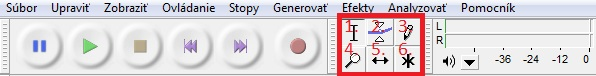 Súbor Upraviť Zobraziť Ovládanie Stopy Generovať Efekty Analyzovať Pomocník
1. 2. 3. L
4. 5. 6. R
-36 -24 -12 0